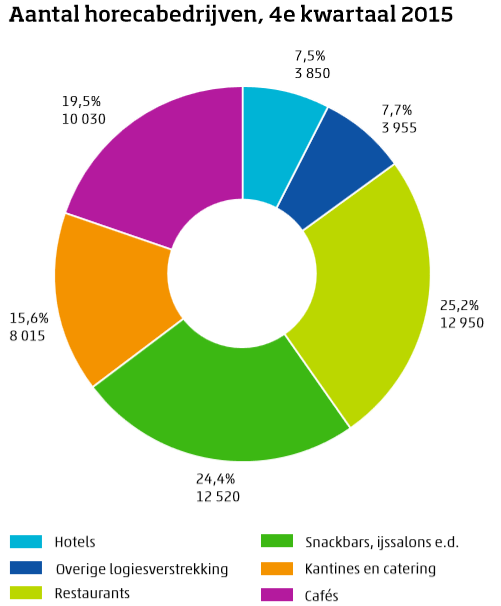 Aantal horecabedrijven, 4e kwartaal 2015
7,5%
3 850
7,7%
3 955
25,2%
12 950
24,4%
12 520
15,6%
8 015
19,5%
10 030
Hotels
Overige logiesverstrekking
Restaurants
Snackbars, ijssalons e.d.
Kantines en catering
Cafés